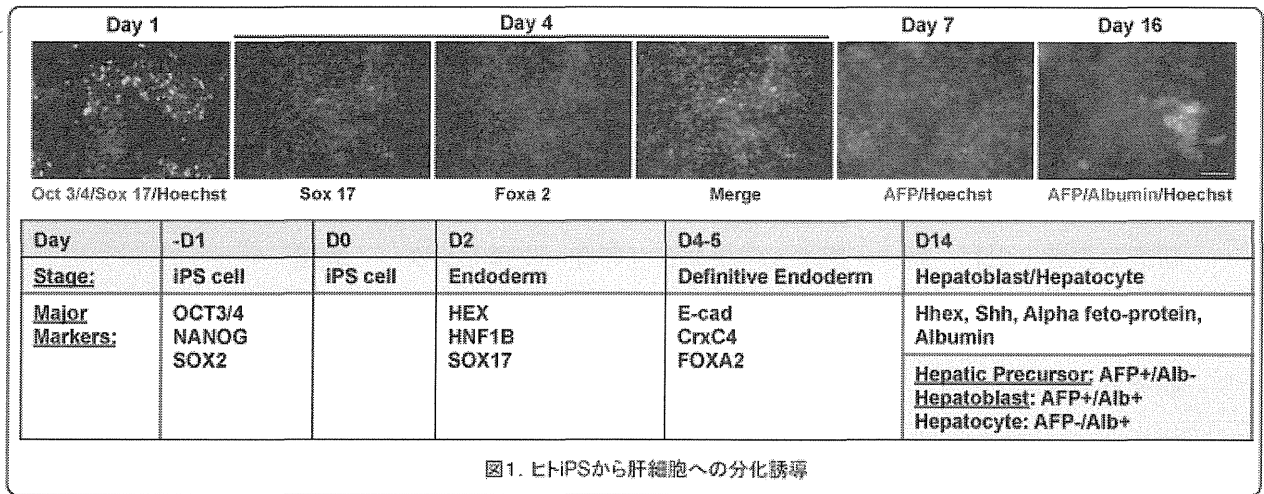 Day 1 Day 4 Day 7 Day 16
Oct 3/4/Sox 17/Hoechst Sox 17 Foxa 2 Merge AFP/Hoechst AFP/Albumin/Hoechst
Day -D1 D0 D2 D4-5 D14
Stage: iPS cell iPS cell Endoderm Definitive Endoderm Hepatoblast/Hepatocyte
Major Markers: OCT3/4 HEX E-cad Hhex, Shh, Alpha feto-protein,
NANOG HNF1B CrxC4 Albumin
SOX2 SOX17 FOXA2
Hepatic Precursor: AFP+/Alb-
Hepatoblast: AFP+/Alb+
Hepatocyte: AFP-/Alb+
図1. ヒトiPSから肝細胞への分化誘導